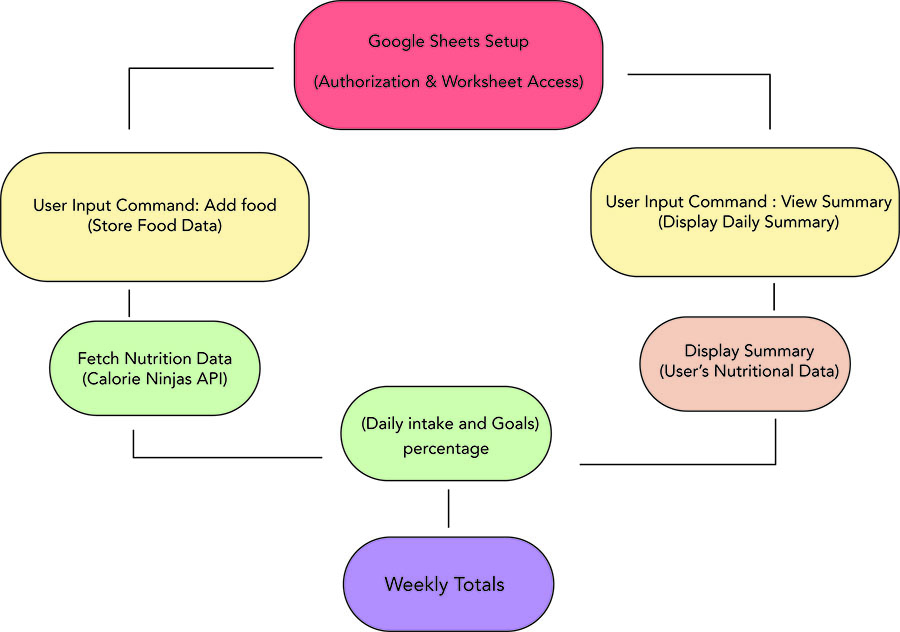 Google Sheets Setup
(Authorization & Worksheet Access)
User Input Command: Add food
(Store Food Data)
User Input Command : View Summary
(Display Daily Summary)
Fetch Nutrition Data
(Calorie Ninjas API)
Display Summary
(User’s Nutritional Data)
(Daily intake and Goals)
percentage
Weekly Totals